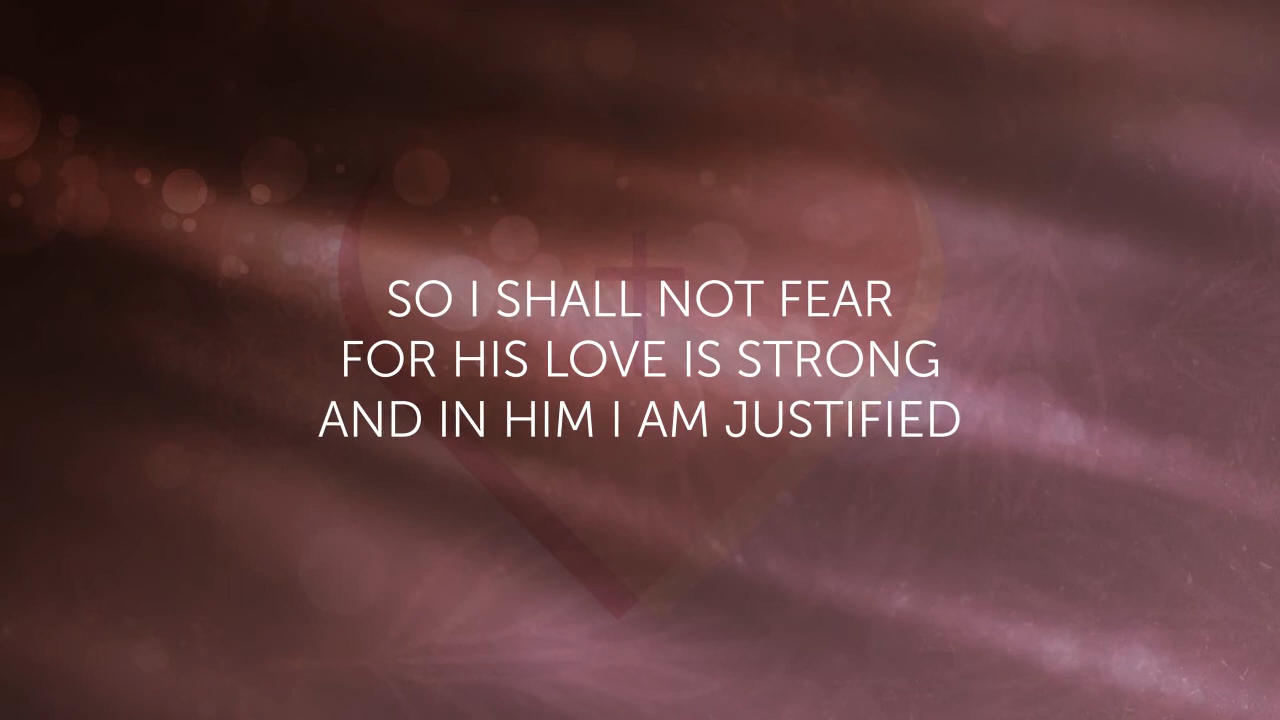 SO I SHALL NOT FEAR
FOR HIS LOVE IS STRONG
AND IN HIM I AM JUSTIFIED